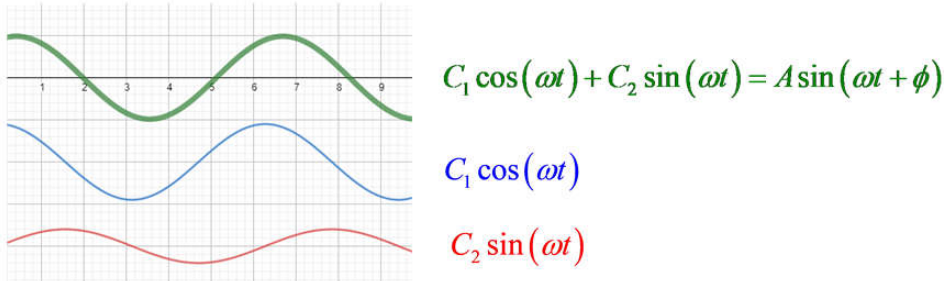 C₁ cos(ωt) + C₂ sin(ωt) = A sin(ωt + ϕ)
1 2 3 4 5 6 7 8 9
C₁ cos(ωt)
C₂ sin(ωt)